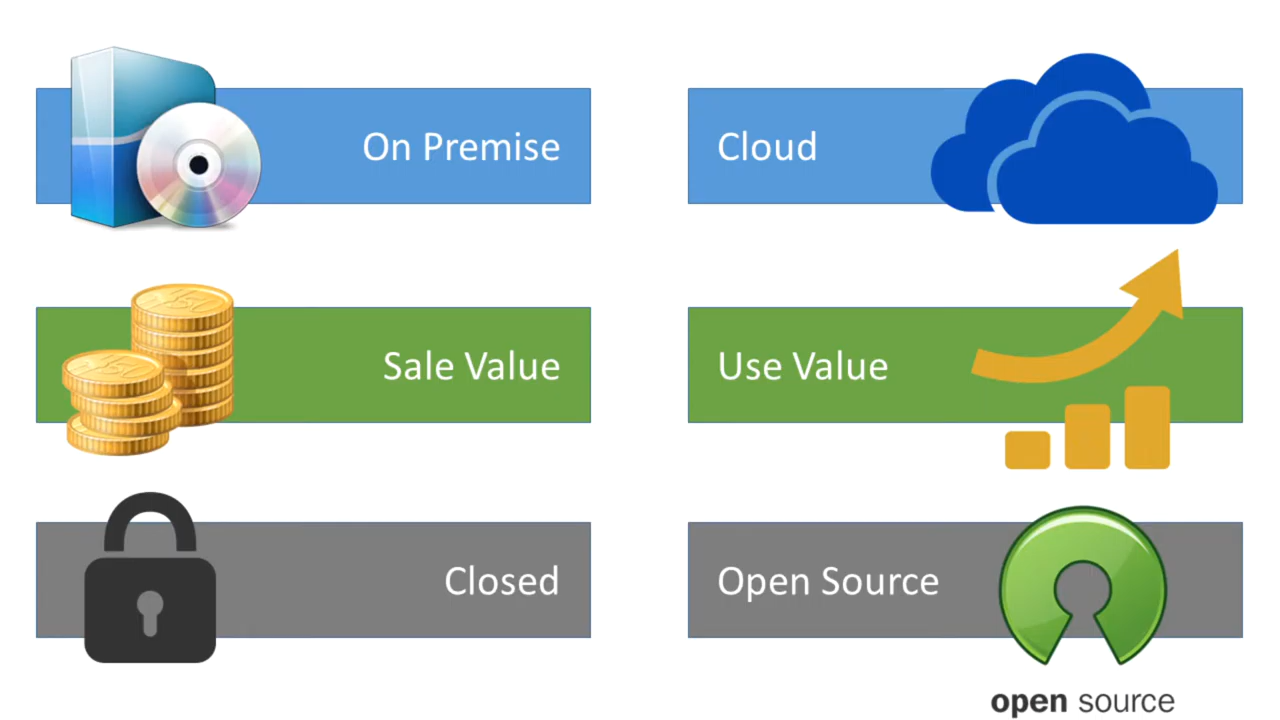 On Premise
Cloud
Sale Value
Use Value
Closed
Open Source
open source